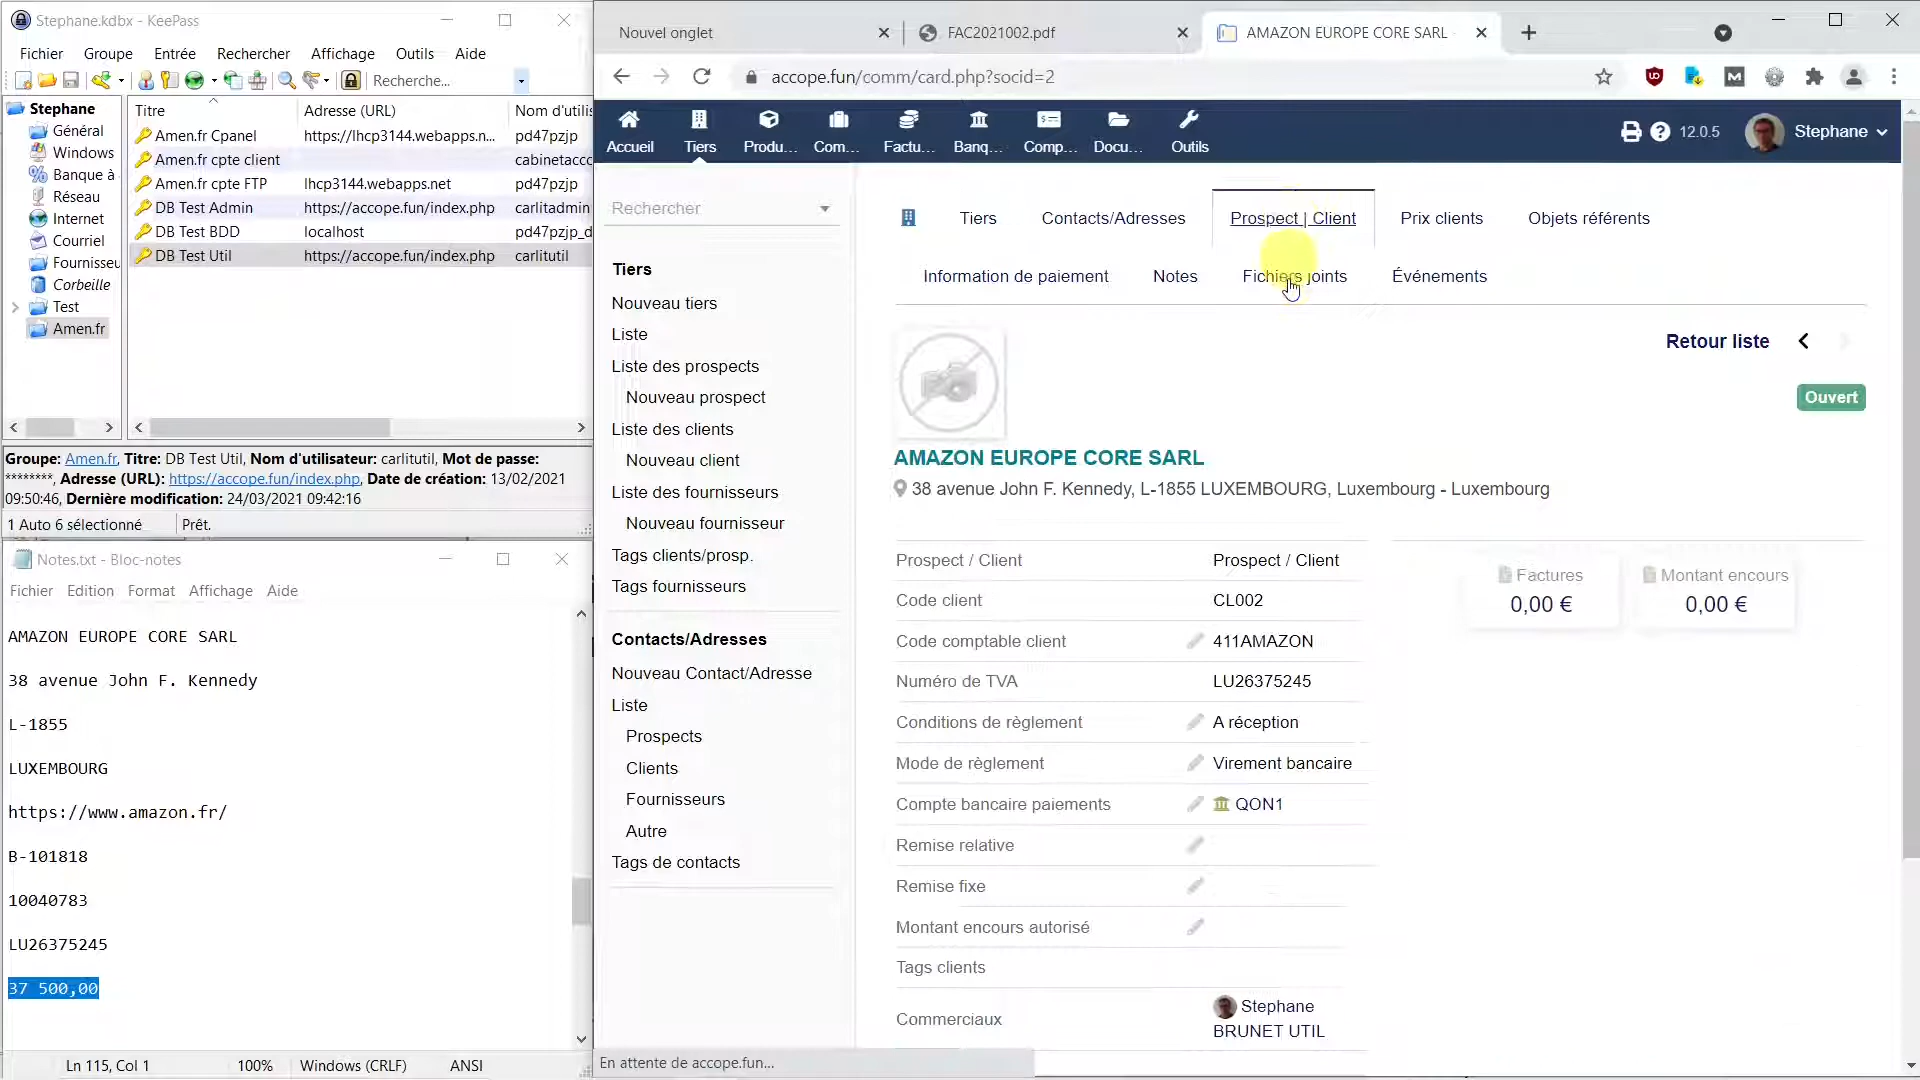 Stephane.kdbx - KeePass
Fichier Groupe Entrée Rechercher Affichage Outils Aide
Recherche...
Stephane
Général
Windows
Banque à
Réseau
Internet
Courriel
Fournisseu
Corbeille
Test
Amen.fr
Titre Adresse (URL) Nom d'utilis
Amen.fr Cpanel https://lhcp3144.webapps.n... pd47pzjp
Amen.fr cpte client cabinetacco
Amen.fr cpte FTP lhcp3144.webapps.net pd47pzjp
DB Test Admin https://accope.fun/index.php carlitadmin
DB Test BDD localhost pd47pzjp_d
DB Test Util https://accope.fun/index.php carlitutil
Groupe: Amen.fr, Titre: DB Test Util, Nom d'utilisateur: carlitutil, Mot de passe:
********, Adresse (URL): https://accope.fun/index.php, Date de création: 13/02/2021
09:50:46, Dernière modification: 24/03/2021 09:42:16
1 Auto 6 sélectionné Prêt.
Notes.txt - Bloc-notes
Fichier Edition Format Affichage Aide
AMAZON EUROPE CORE SARL
38 avenue John F. Kennedy
L-1855
LUXEMBOURG
https://www.amazon.fr/
B-101818
10040783
LU26375245
37 500,00
Ln 115, Col 1 100% Windows (CRLF) ANSI
Nouvel onglet FAC2021002.pdf AMAZON EUROPE CORE SARL
accope.fun/comm/card.php?socid=2
Accueil Tiers Produ... Com... Factu... Banq... Comp... Docu... Outils
12.0.5 Stephane
Rechercher
Tiers
Nouveau tiers
Liste
Liste des prospects
Nouveau prospect
Liste des clients
Nouveau client
Liste des fournisseurs
Nouveau fournisseur
Tags clients/prosp.
Tags fournisseurs
Contacts/Adresses
Nouveau Contact/Adresse
Liste
Prospects
Clients
Fournisseurs
Autre
Tags de contacts
Tiers Contacts/Adresses Prospect | Client Prix clients Objets référents
Information de paiement Notes Fichiers joints Événements
Retour liste
Ouvert
AMAZON EUROPE CORE SARL
38 avenue John F. Kennedy, L-1855 LUXEMBOURG, Luxembourg - Luxembourg
Prospect / Client Prospect / Client
Code client CL002
Code comptable client 411AMAZON
Numéro de TVA LU26375245
Conditions de règlement A réception
Mode de règlement Virement bancaire
Compte bancaire paiements QON1
Remise relative
Remise fixe
Montant encours autorisé
Tags clients
Commerciaux Stephane
BRUNET UTIL
Factures
0,00 €
Montant encours
0,00 €
En attente de accope.fun...